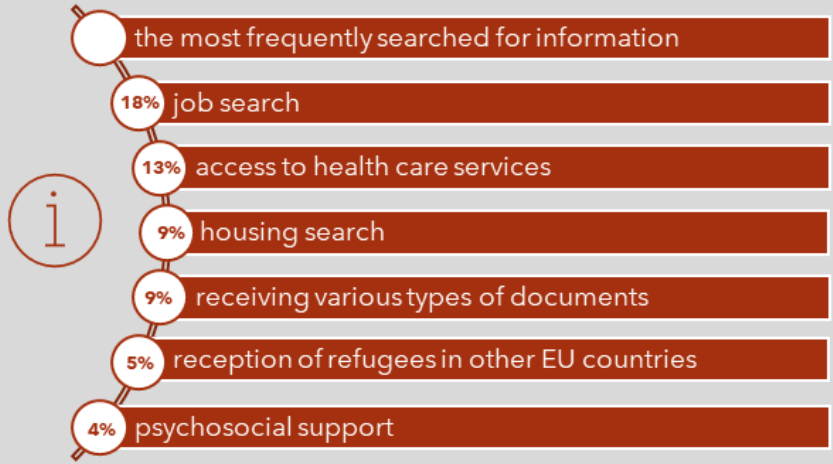 the most frequently searched for information
18% job search
13% access to health care services
i
9% housing search
9% receiving various types of documents
5% reception of refugees in other EU countries
4% psychosocial support